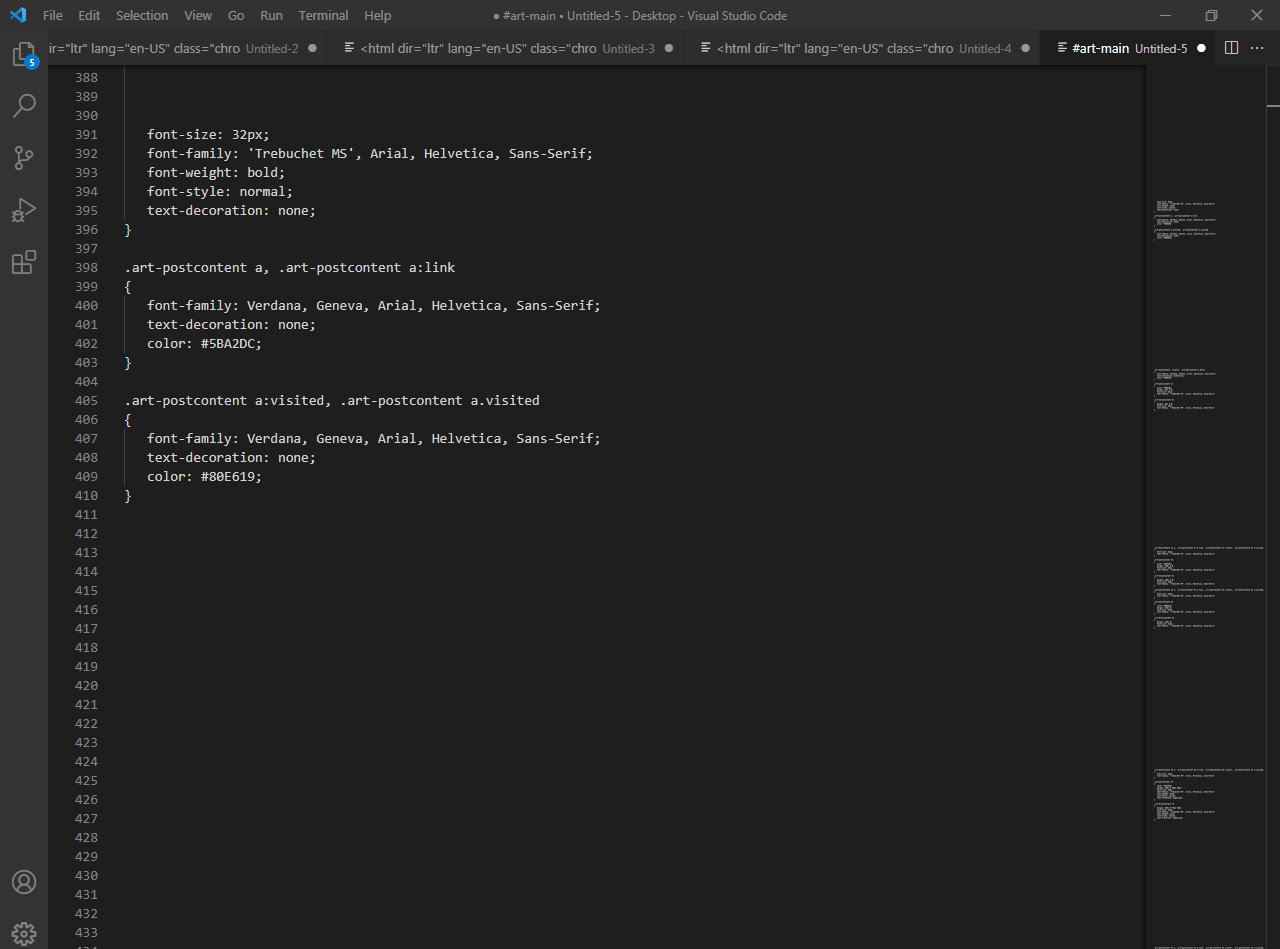 File Edit Selection View Go Run Terminal Help
● #art-main • Untitled-5 - Desktop - Visual Studio Code
ir="ltr" lang="en-US" class="chro Untitled-2 ●
<html dir="ltr" lang="en-US" class="chro Untitled-3 ●
<html dir="ltr" lang="en-US" class="chro Untitled-4 ●
#art-main Untitled-5 ●
5
388
389
390
391 font-size: 32px;
392 font-family: 'Trebuchet MS', Arial, Helvetica, Sans-Serif;
393 font-weight: bold;
394 font-style: normal;
395 text-decoration: none;
396 }
397
398 .art-postcontent a, .art-postcontent a:link
399 {
400 font-family: Verdana, Geneva, Arial, Helvetica, Sans-Serif;
401 text-decoration: none;
402 color: #5BA2DC;
403 }
404
405 .art-postcontent a:visited, .art-postcontent a.visited
406 {
407 font-family: Verdana, Geneva, Arial, Helvetica, Sans-Serif;
408 text-decoration: none;
409 color: #80E619;
410 }
411
412
413
414
415
416
417
418
419
420
421
422
423
424
425
426
427
428
429
430
431
432
433